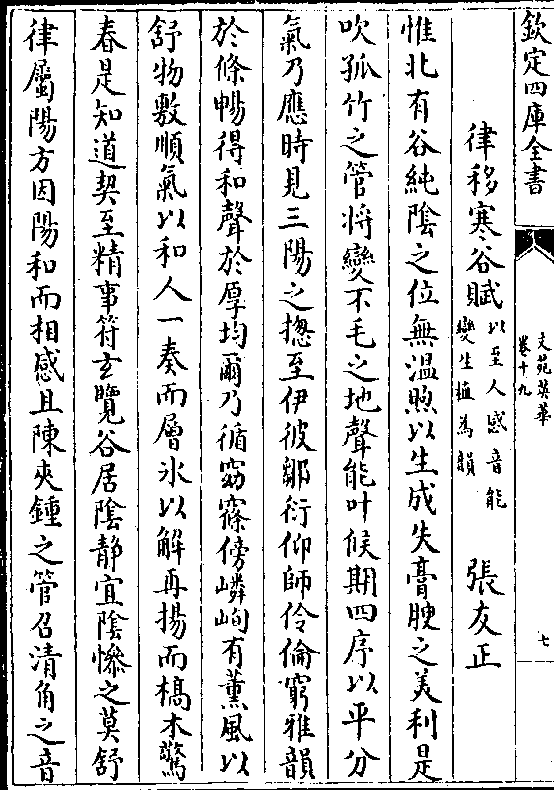 欽定四庫全書
文苑英華
卷十九
七
律移寒谷賦
以至人感音能
變生植為韻
張友正
惟北有谷純陰之位無溫煦以生成失膏腴之美利是
吹孤竹之管将變不毛之地聲能叶候期四序以平分
氣乃應時見三陽之揔至伊彼鄒衍仰師伶倫窮雅韻
於條暢得和聲於厚均爾乃循窈窱傍嶙峋有薫風以
舒物敷順氣以和人一奏而層氷以解再揚而槁木驚
春是知道契至精事符玄覽谷居陰静宜陰慘之莫舒
律屬陽方因陽和而相感且陳夾鍾之管召清角之音